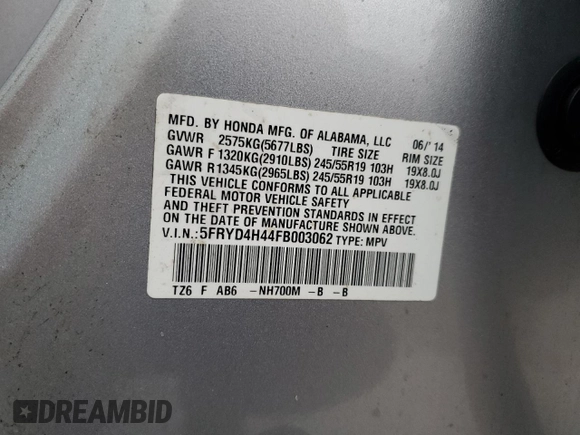 MFD. BY HONDA MFG. OF ALABAMA, LLC 06/'14
GVWR 2575KG(5677LBS) TIRE SIZE RIM SIZE
GAWR F 1320KG(2910LBS) 245/55R19 103H 19X8.0J
GAWR R 1345KG(2965LBS) 245/55R19 103H 19X8.0J
THIS VEHICLE CONFORMS TO ALL APPLICABLE
FEDERAL MOTOR VEHICLE SAFETY
AND THEFT PREVENTION STANDARDS IN EFFECT
ON THE DATE OF MANUFACTURE SHOWN ABOVE.
V.I.N.: 5FRYD4H44FB003062 TYPE: MPV
TZ6 F AB6 -NH700M -B -B
DREAMBID